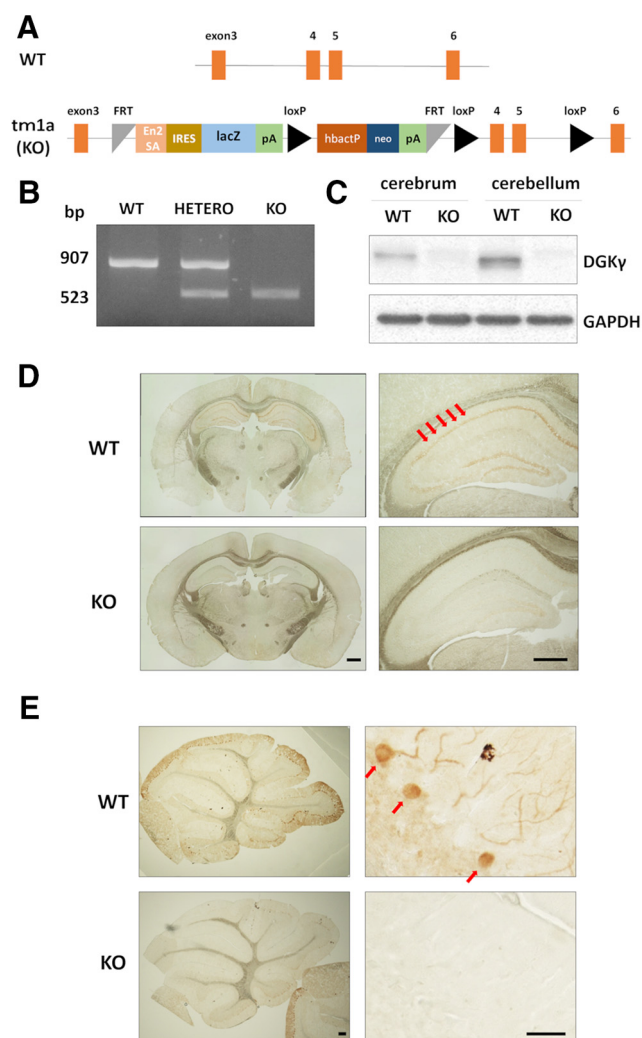 A
WT
exon3 4 5 6
tm1a
(KO)
exon3 FRT En2 SA IRES lacZ pA loxP hbactP neo pA FRT loxP 4 5 loxP 6
B
bp WT HETERO KO
907
523
C
cerebrum cerebellum
WT KO WT KO
DGKγ
GAPDH
D
WT
KO
E
WT
KO